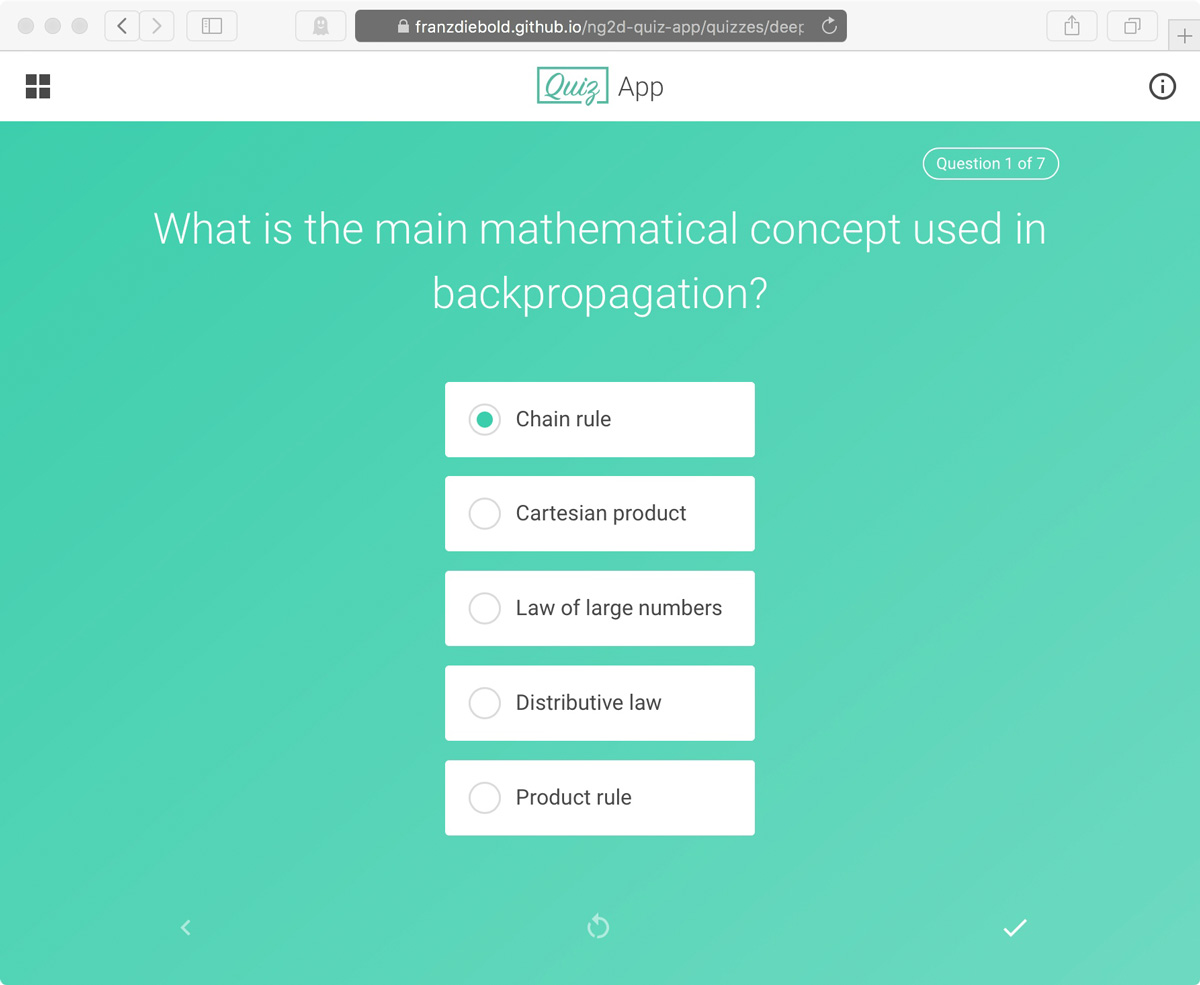 franzdiebold.github.io/ng2d-quiz-app/quizzes/deep
Quiz App
Question 1 of 7
What is the main mathematical concept used in
backpropagation?
Chain rule
Cartesian product
Law of large numbers
Distributive law
Product rule